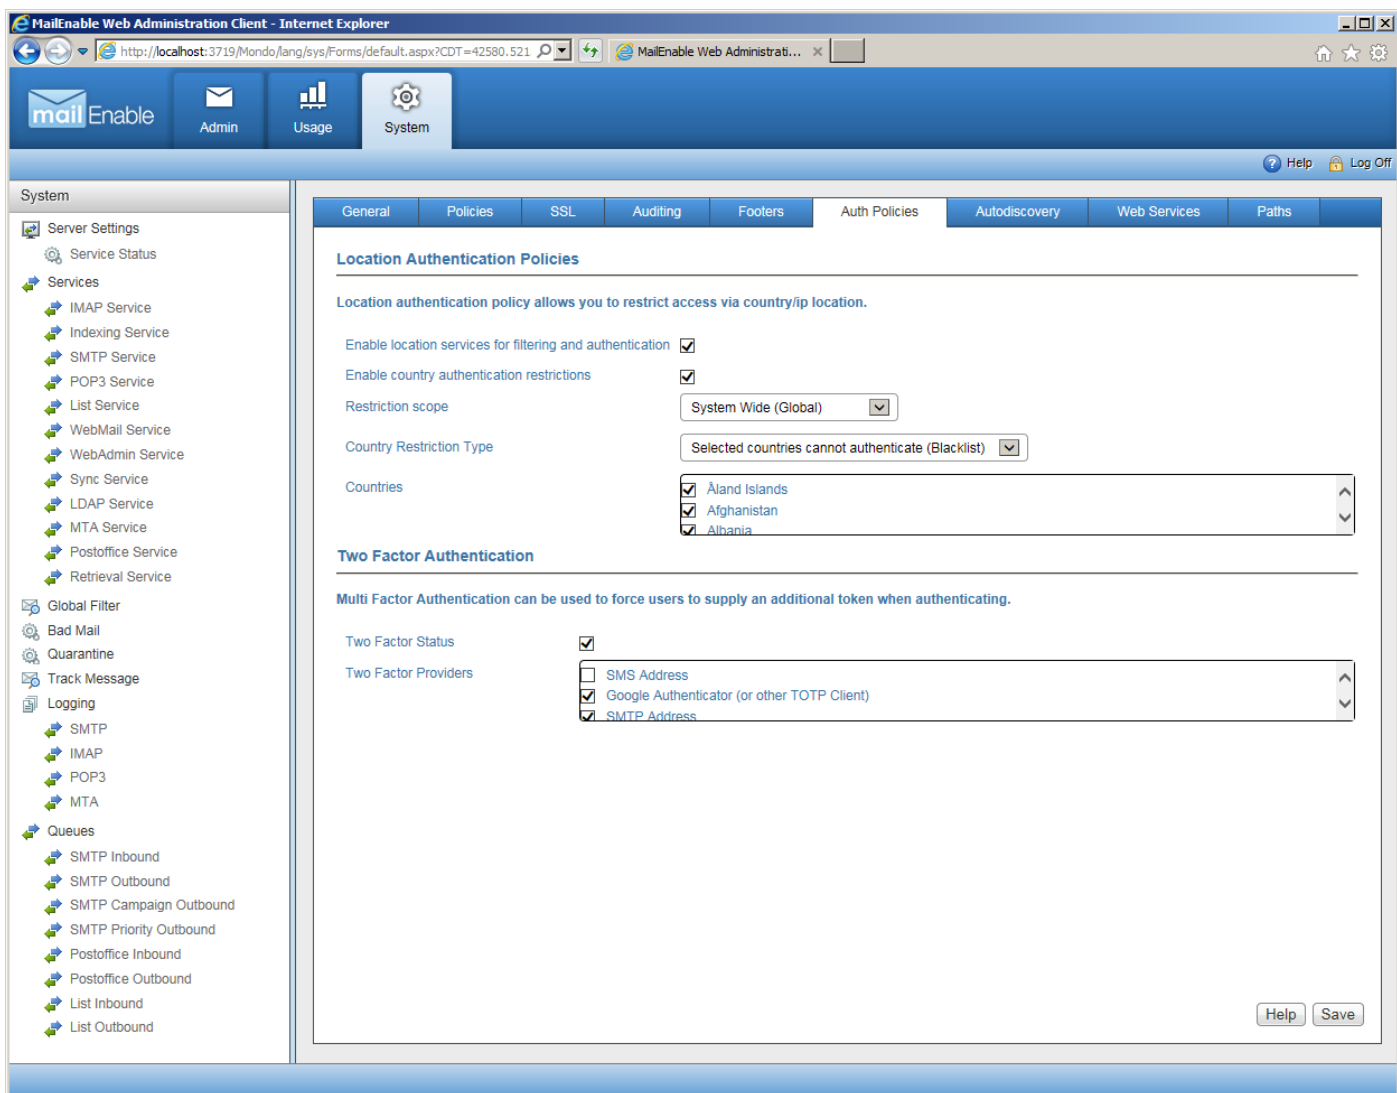 MailEnable Web Administration Client - Internet Explorer
http://localhost:3719/Mondo/lang/sys/Forms/default.aspx?CDT=42580.521
MailEnable Web Administrati...
mail Enable
Admin
Usage
System
Help
Log Off
System
Server Settings
Service Status
Services
IMAP Service
Indexing Service
SMTP Service
POP3 Service
List Service
WebMail Service
WebAdmin Service
Sync Service
LDAP Service
MTA Service
Postoffice Service
Retrieval Service
Global Filter
Bad Mail
Quarantine
Track Message
Logging
SMTP
IMAP
POP3
MTA
Queues
SMTP Inbound
SMTP Outbound
SMTP Campaign Outbound
SMTP Priority Outbound
Postoffice Inbound
Postoffice Outbound
List Inbound
List Outbound
General
Policies
SSL
Auditing
Footers
Auth Policies
Autodiscovery
Web Services
Paths
Location Authentication Policies
Location authentication policy allows you to restrict access via country/ip location.
Enable location services for filtering and authentication
Enable country authentication restrictions
Restriction scope
System Wide (Global)
Country Restriction Type
Selected countries cannot authenticate (Blacklist)
Countries
Åland Islands
Afghanistan
Albania
Two Factor Authentication
Multi Factor Authentication can be used to force users to supply an additional token when authenticating.
Two Factor Status
Two Factor Providers
SMS Address
Google Authenticator (or other TOTP Client)
SMTP Address
Help
Save